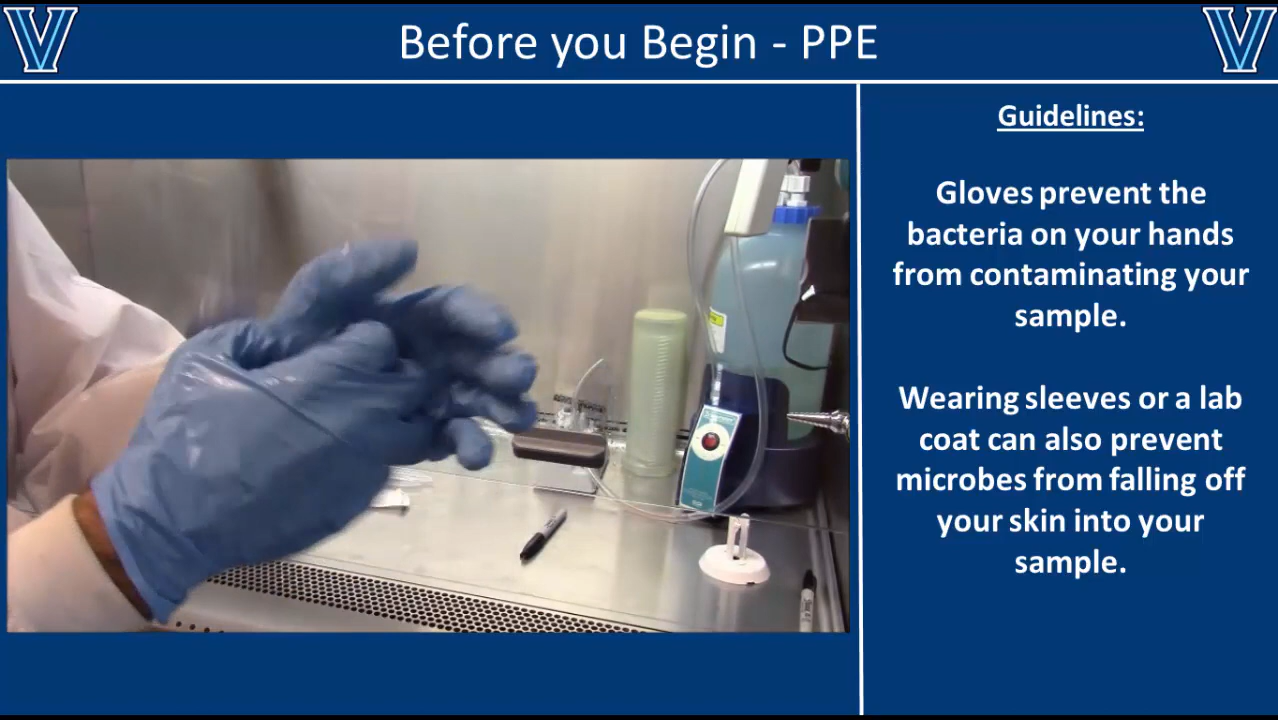 Before you Begin - PPE
Guidelines:
Gloves prevent the
bacteria on your hands
from contaminating your
sample.
Wearing sleeves or a lab
coat can also prevent
microbes from falling off
your skin into your
sample.